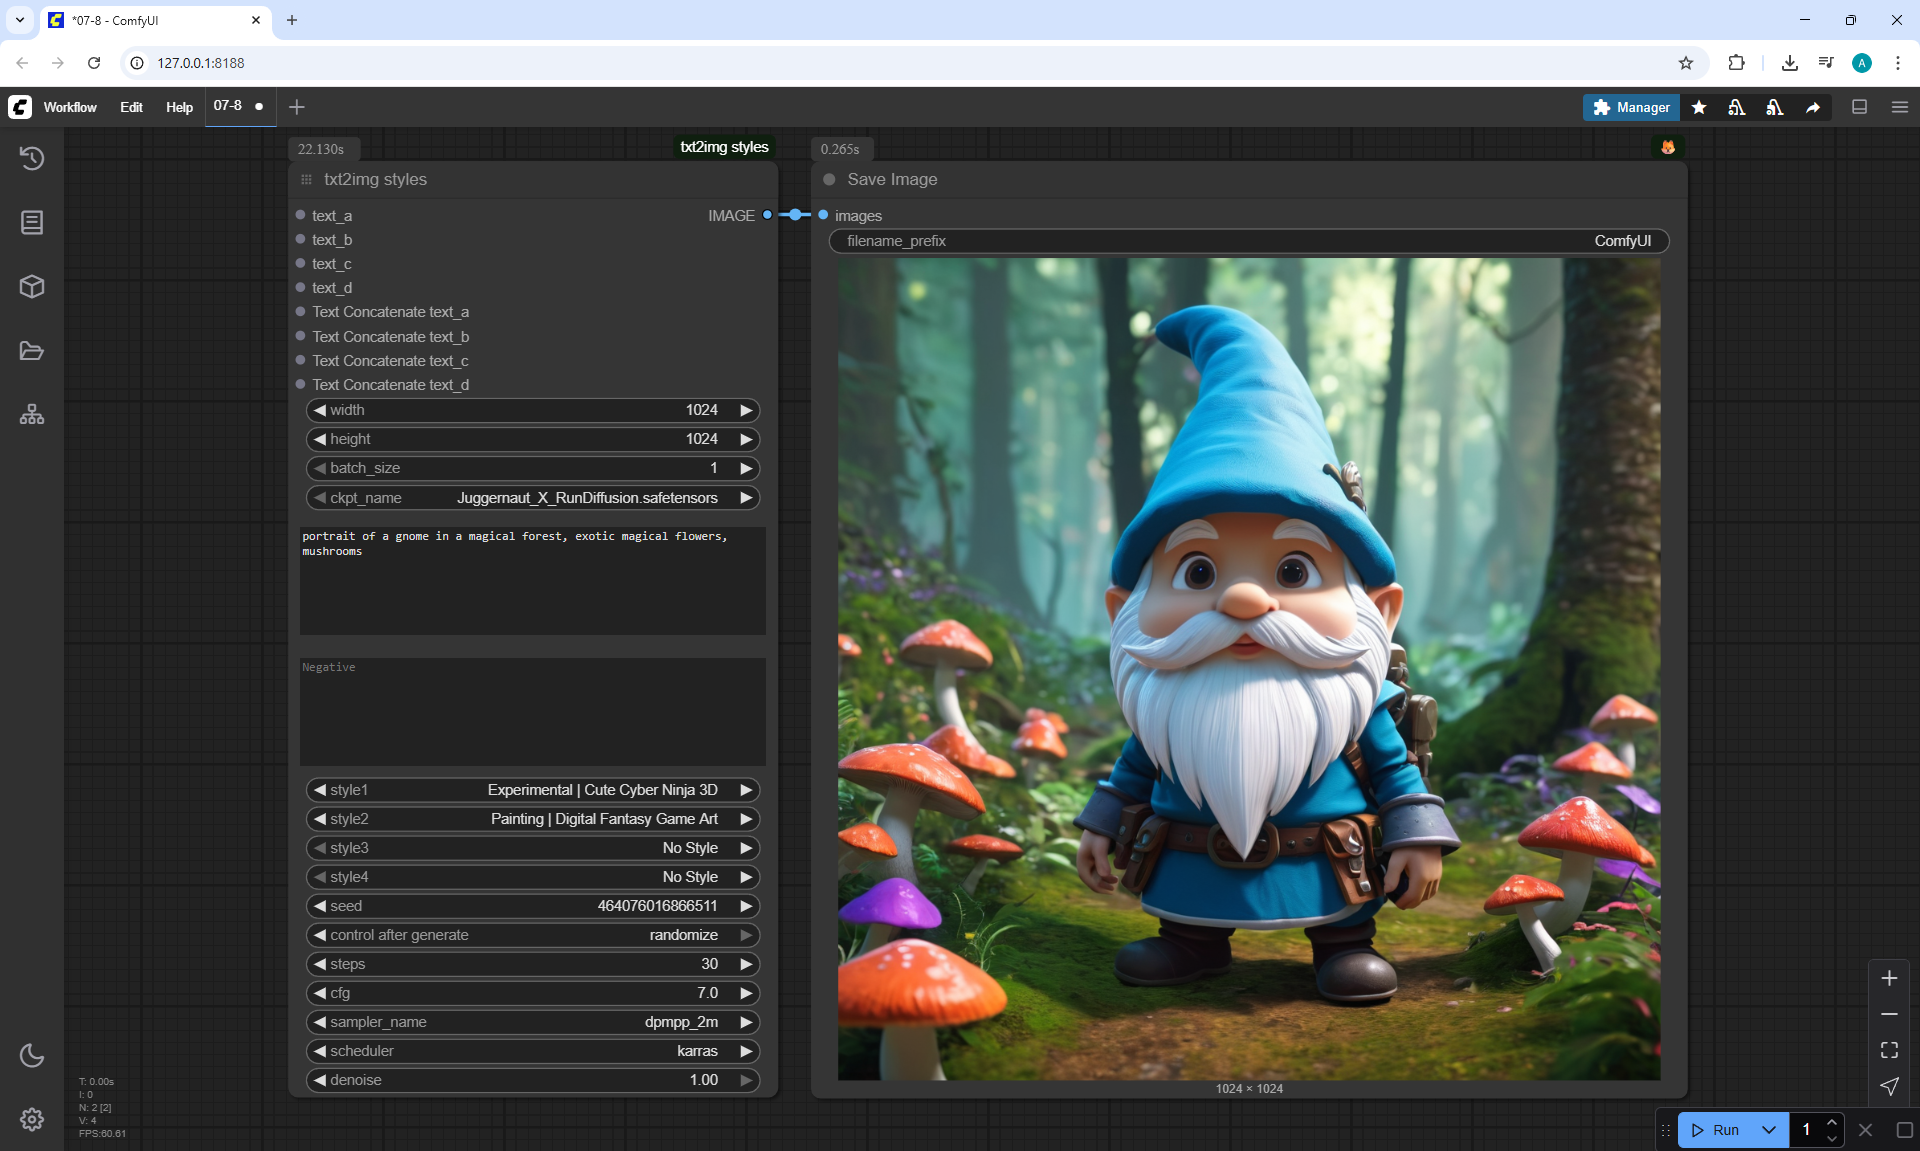 *07-8 - ComfyUI
127.0.0.1:8188
A
Workflow Edit Help 07-8
Manager
22.130s
txt2img styles
0.265s
txt2img styles
Save Image
text_a
IMAGE
images
text_b
filename_prefix ComfyUI
text_c
text_d
Text Concatenate text_a
Text Concatenate text_b
Text Concatenate text_c
Text Concatenate text_d
width 1024
height 1024
batch_size 1
ckpt_name Juggernaut_X_RunDiffusion.safetensors
portrait of a gnome in a magical forest, exotic magical flowers,
mushrooms
Negative
style1 Experimental | Cute Cyber Ninja 3D
style2 Painting | Digital Fantasy Game Art
style3 No Style
style4 No Style
seed 464076016866511
control after generate randomize
steps 30
cfg 7.0
sampler_name dpmpp_2m
scheduler karras
denoise 1.00
1024 × 1024
T: 0.00s
I: 0
N: 2 [2]
V: 4
FPS:60.61
Run 1